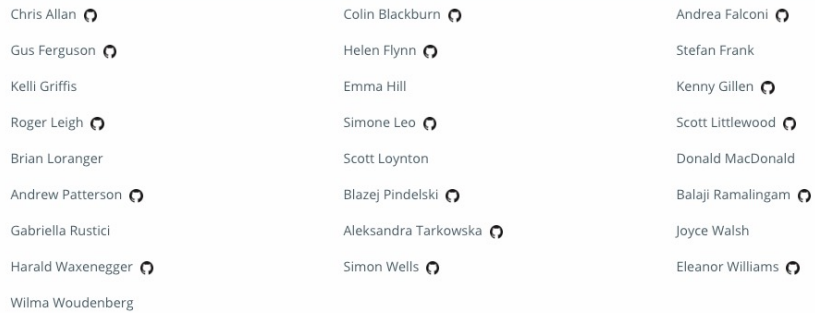 Chris Allan Colin Blackburn Andrea Falconi
Gus Ferguson Helen Flynn Stefan Frank
Kelli Griffis Emma Hill Kenny Gillen
Roger Leigh Simone Leo Scott Littlewood
Brian Loranger Scott Loynton Donald MacDonald
Andrew Patterson Blazej Pindelski Balaji Ramalingam
Gabriella Rustici Aleksandra Tarkowska Joyce Walsh
Harald Waxenegger Simon Wells Eleanor Williams
Wilma Woudenberg